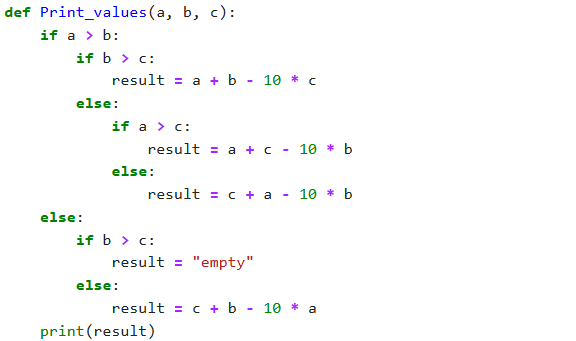 def Print_values(a, b, c):
    if a > b:
        if b > c:
            result = a + b - 10 * c
        else:
            if a > c:
                result = a + c - 10 * b
            else:
                result = c + a - 10 * b
    else:
        if b > c:
            result = "empty"
        else:
            result = c + b - 10 * a
    print(result)